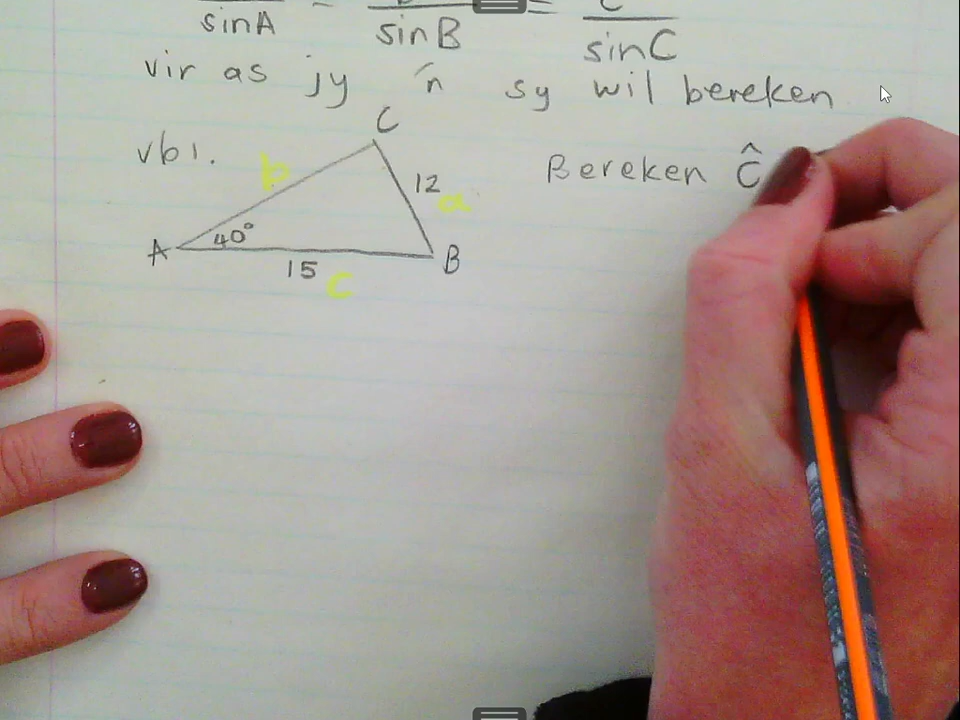 sinA sinB = sinC
vir as jy 'n sy wil bereken
vb1. Bereken Ĉ
C
b 12 a
40°
A B
15 c